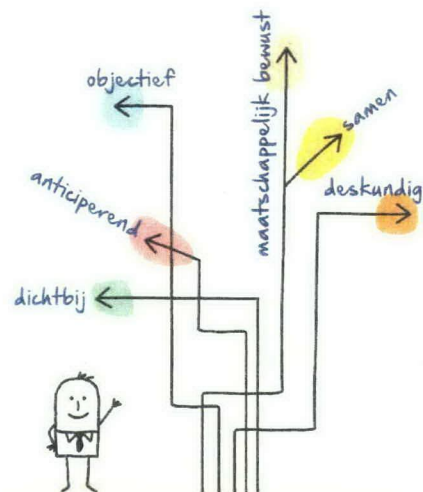 objectief
maatschappelijk bewust
samen
anticiperend
deskundig
dichtbij